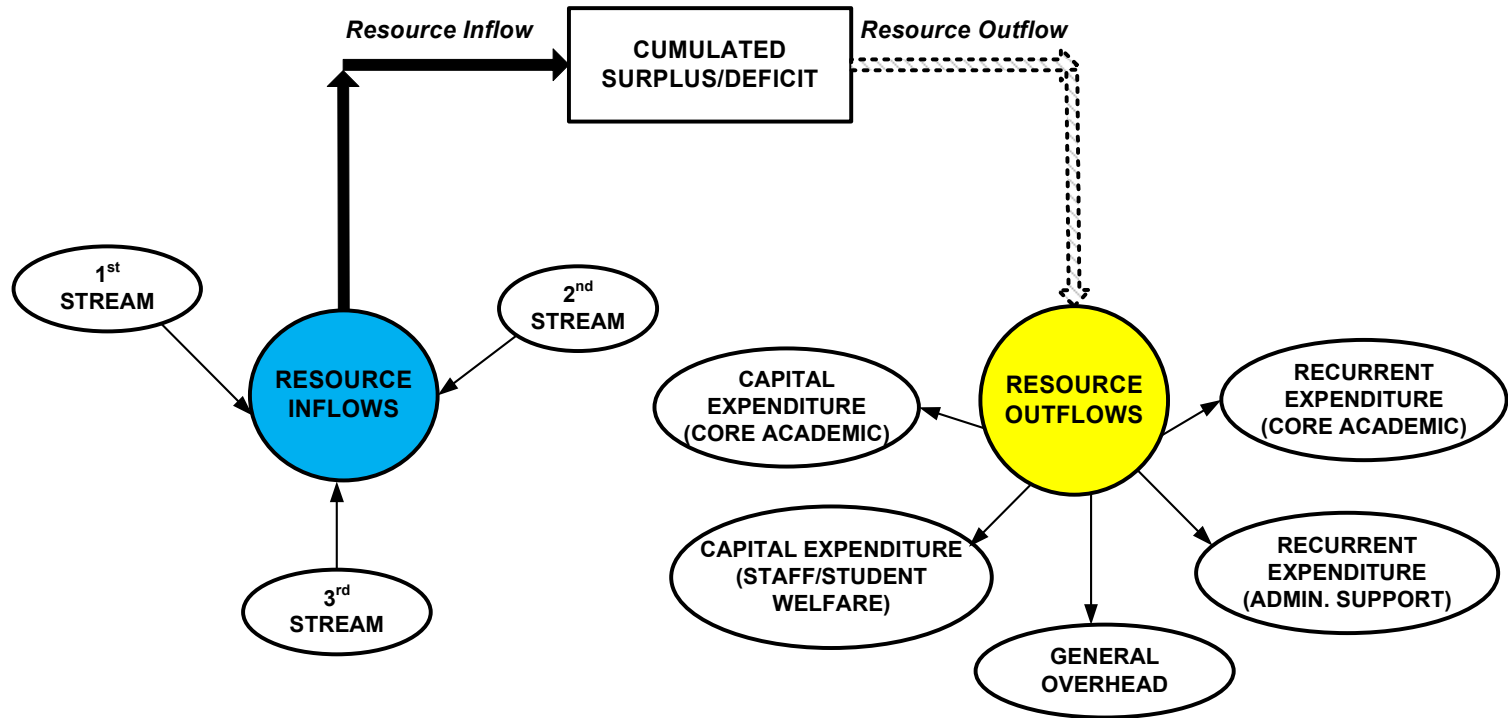 Resource Inflow
CUMULATED
SURPLUS/DEFICIT
Resource Outflow
1st
STREAM
2nd
STREAM
RESOURCE
INFLOWS
3rd
STREAM
CAPITAL
EXPENDITURE
(CORE ACADEMIC)
RESOURCE
OUTFLOWS
RECURRENT
EXPENDITURE
(CORE ACADEMIC)
CAPITAL EXPENDITURE
(STAFF/STUDENT
WELFARE)
RECURRENT
EXPENDITURE
(ADMIN. SUPPORT)
GENERAL
OVERHEAD